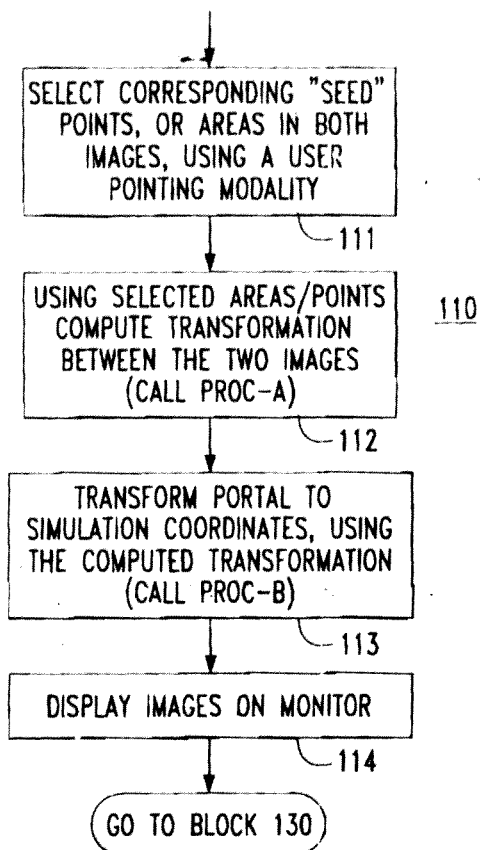 SELECT CORRESPONDING "SEED"
POINTS, OR AREAS IN BOTH
IMAGES, USING A USER
POINTING MODALITY
111
USING SELECTED AREAS/POINTS
COMPUTE TRANSFORMATION
BETWEEN THE TWO IMAGES
(CALL PROC-A)
110
112
TRANSFORM PORTAL TO
SIMULATION COORDINATES, USING
THE COMPUTED TRANSFORMATION
(CALL PROC-B)
113
DISPLAY IMAGES ON MONITOR
114
GO TO BLOCK 130